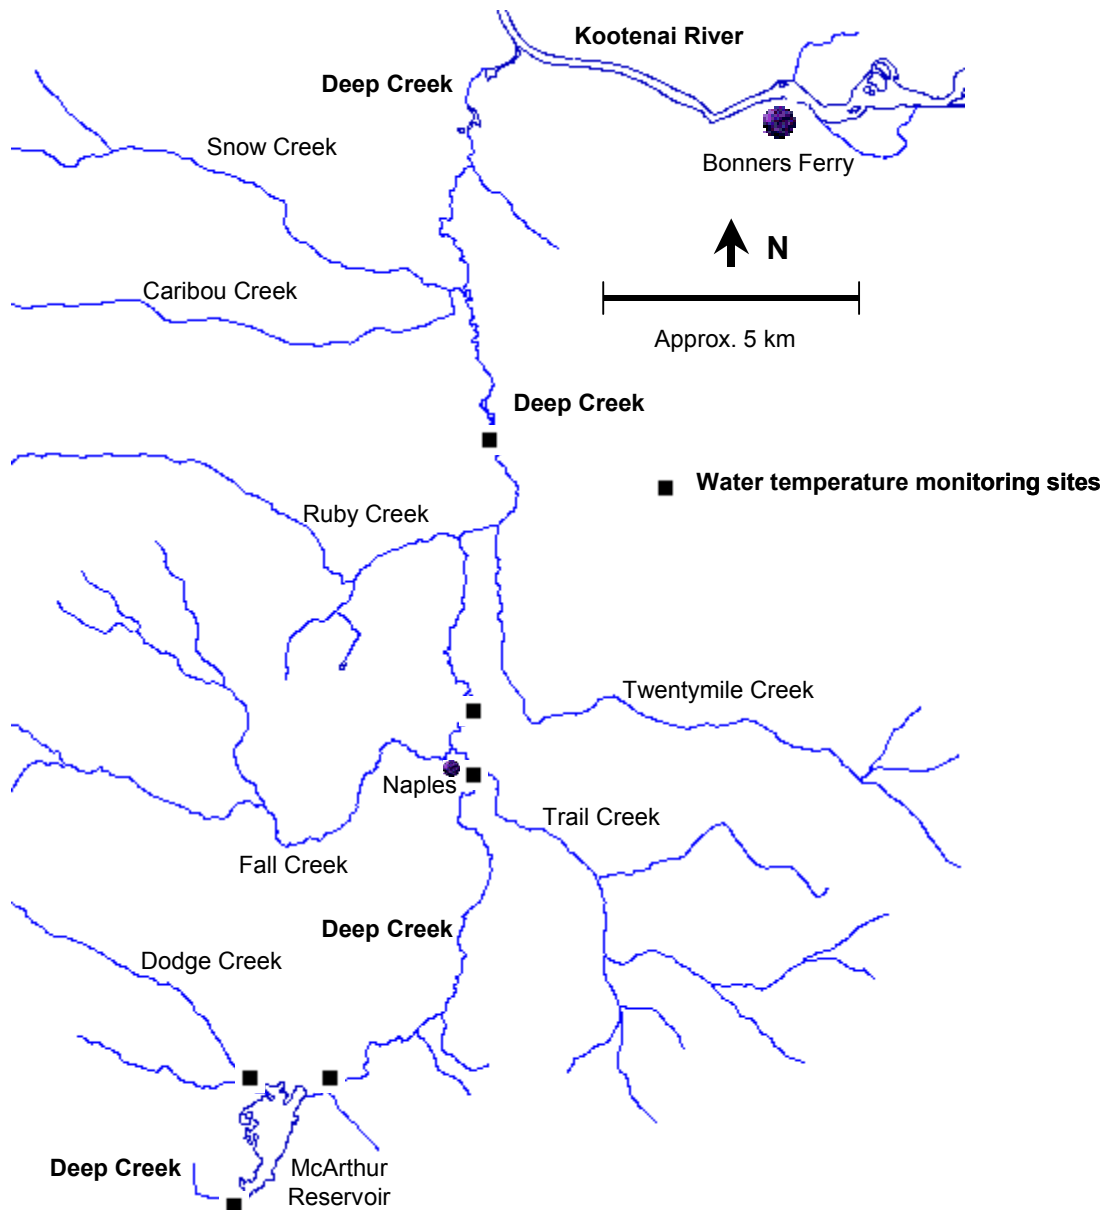 Kootenai River
Deep Creek
Snow Creek
Bonners Ferry
N
Caribou Creek
Approx. 5 km
Deep Creek
Water temperature monitoring sites
Ruby Creek
Twentymile Creek
Naples
Trail Creek
Fall Creek
Deep Creek
Dodge Creek
Deep Creek
McArthur
Reservoir